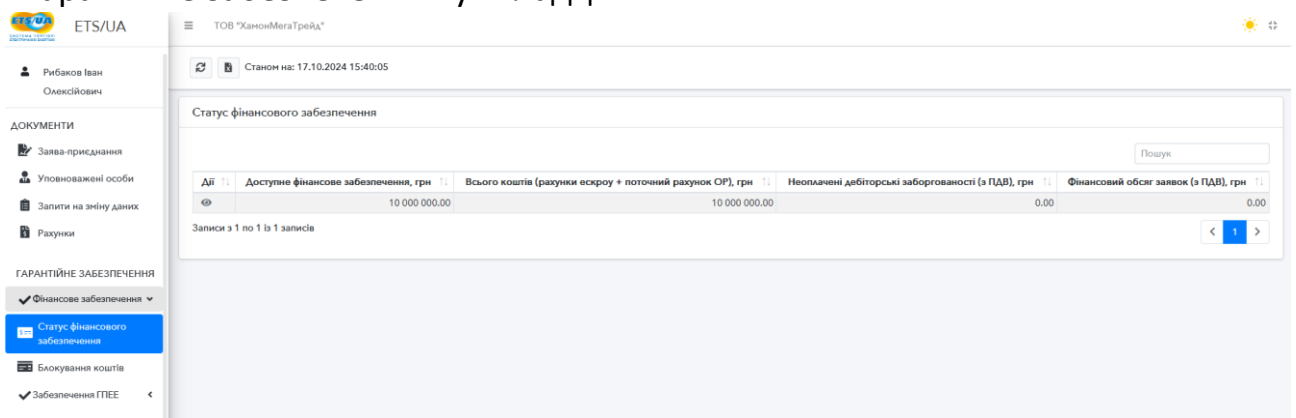 ETS/UA
ETS/UA
ТОВ "ХамонМегаТрейд"
Рибаков Іван
Олексійович
Станом на: 17.10.2024 15:40:05
ДОКУМЕНТИ
Заява-приєднання
Уповноважені особи
Запити на зміну даних
Рахунки
ГАРАНТІЙНЕ ЗАБЕЗПЕЧЕННЯ
Фінансове забезпечення
Статус фінансового
забезпечення
Блокування коштів
Забезпечення ГПЕЕ
Статус фінансового забезпечення
Пошук
Дії Доступне фінансове забезпечення, грн Всього коштів (рахунки ескроу + поточний рахунок ОР), грн Неоплачені дебіторські заборгованості (з ПДВ), грн Фінансовий обсяг заявок (з ПДВ), грн
10 000 000.00 10 000 000.00 0.00 0.00
Записи з 1 по 1 із 1 записів
1